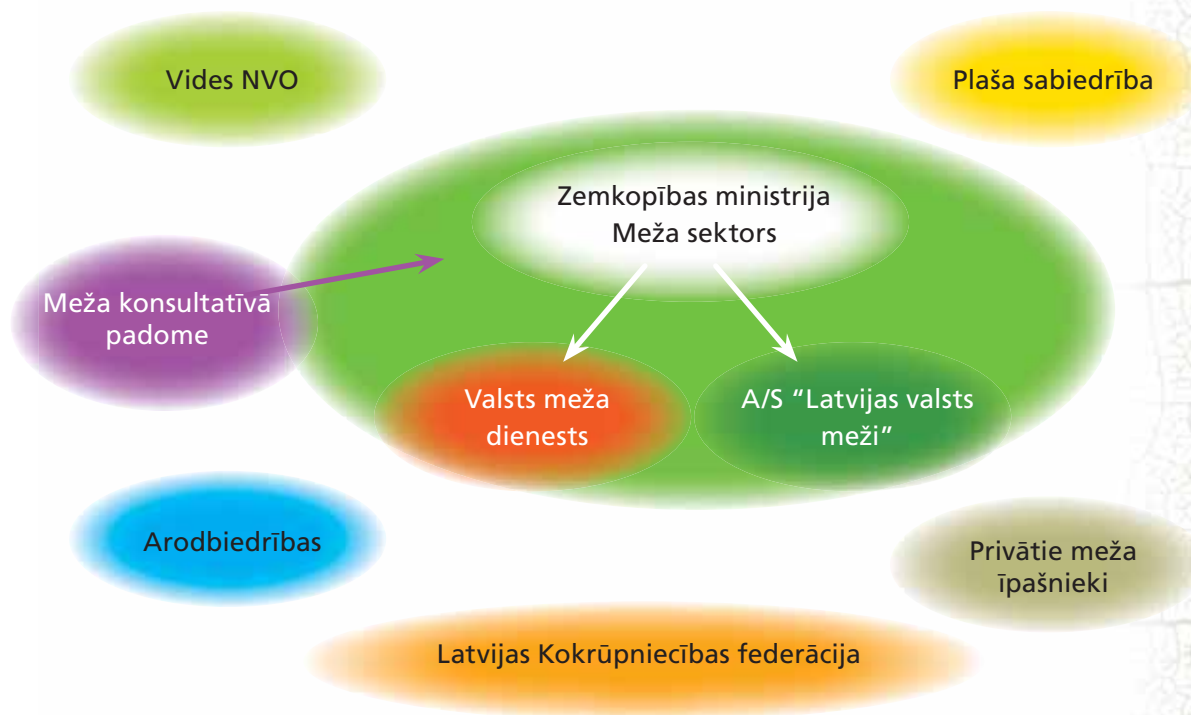 Vides NVO
Plaša sabiedrība
Zemkopības ministrija
Meža sektors
Meža konsultatīvā
padome
Valsts meža
dienests
A/S “Latvijas valsts
meži”
Arodbiedrības
Privātie meža
īpašnieki
Latvijas Kokrūpniecības federācija